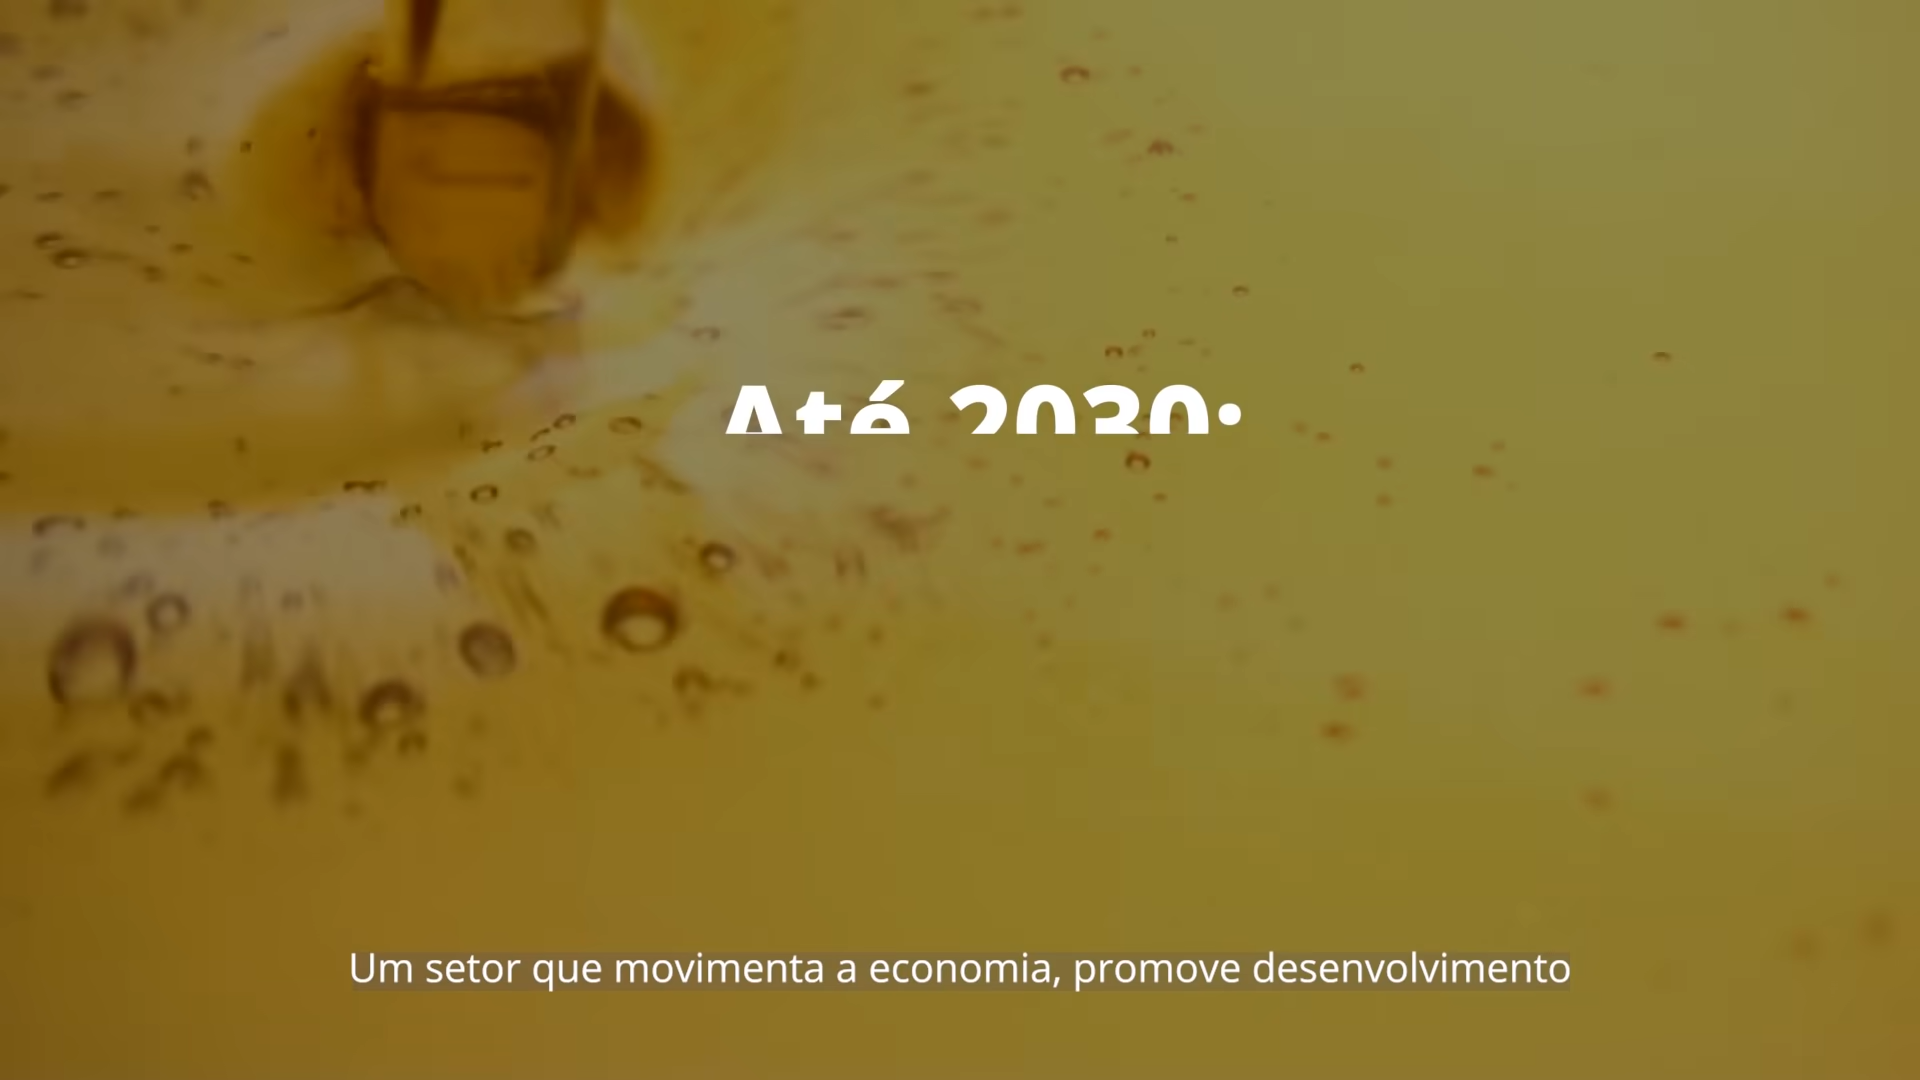 Até 2030:
Um setor que movimenta a economia, promove desenvolvimento